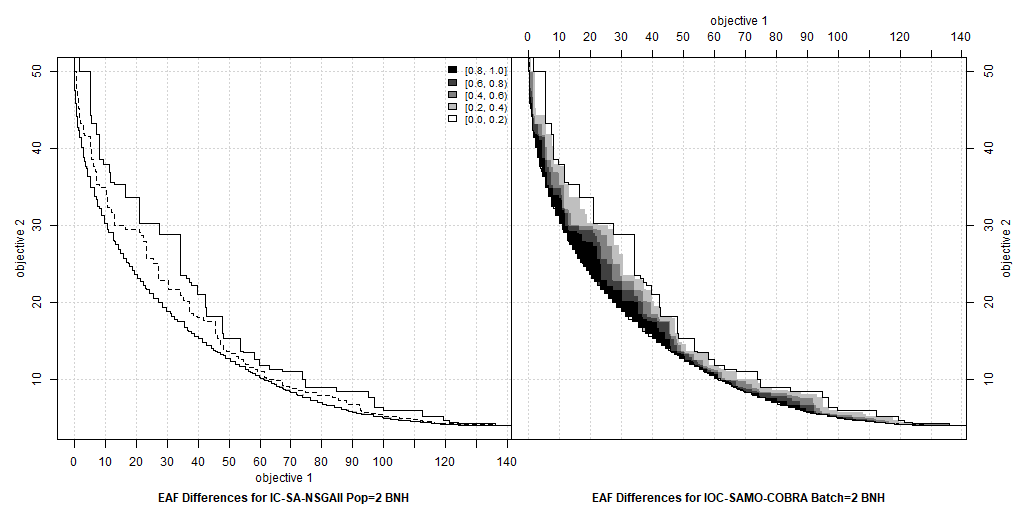 objective 1
0 10 20 30 40 50 60 70 80 100 120 140
50
40
30
20
10
objective 2
[0.8, 1.0]
[0.6, 0.8)
[0.4, 0.6)
[0.2, 0.4)
[0.0, 0.2)
50
40
30
20
10
objective 2
0 10 20 30 40 50 60 70 80 100 120 140
objective 1
EAF Differences for IC-SA-NSGAII Pop=2 BNH
EAF Differences for IOC-SAMO-COBRA Batch=2 BNH